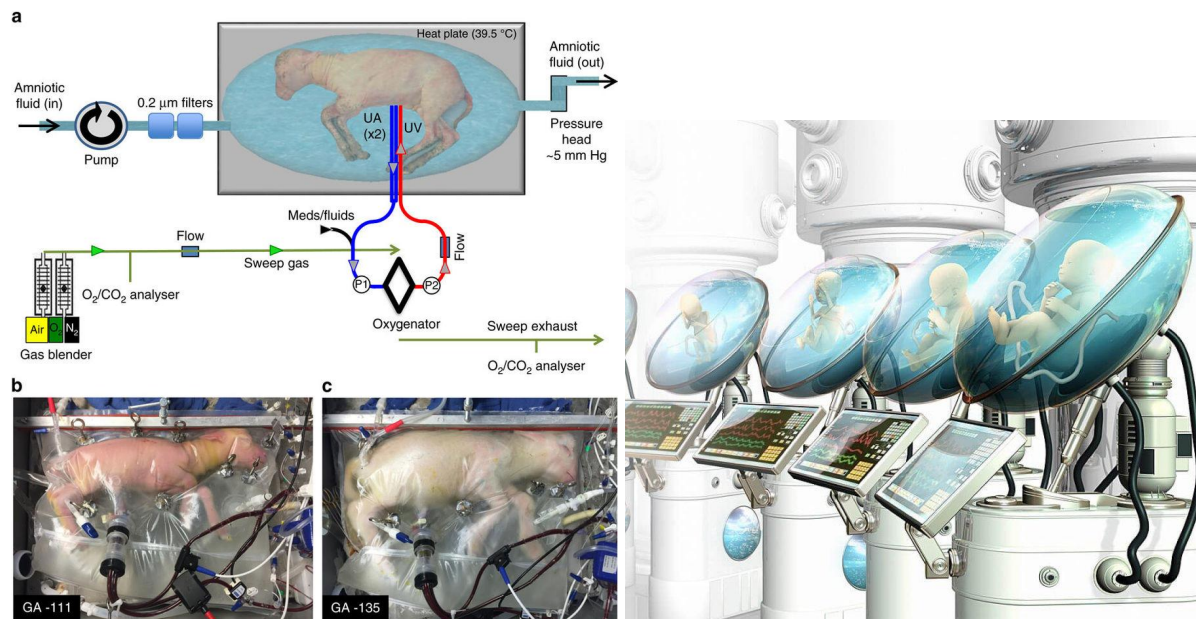 a
Heat plate (39.5 °C)
Amniotic
fluid (out)
Amniotic
fluid (in)
0.2 μm filters
UA
(x2)
UV
Pump
Pressure
head
~5 mm Hg
Meds/fluids
Flow
Flow
Sweep gas
P1
P2
O2/CO2 analyser
Oxygenator
Air
O2
N2
Gas blender
Sweep exhaust
O2/CO2 analyser
b
c
GA -111
GA -135